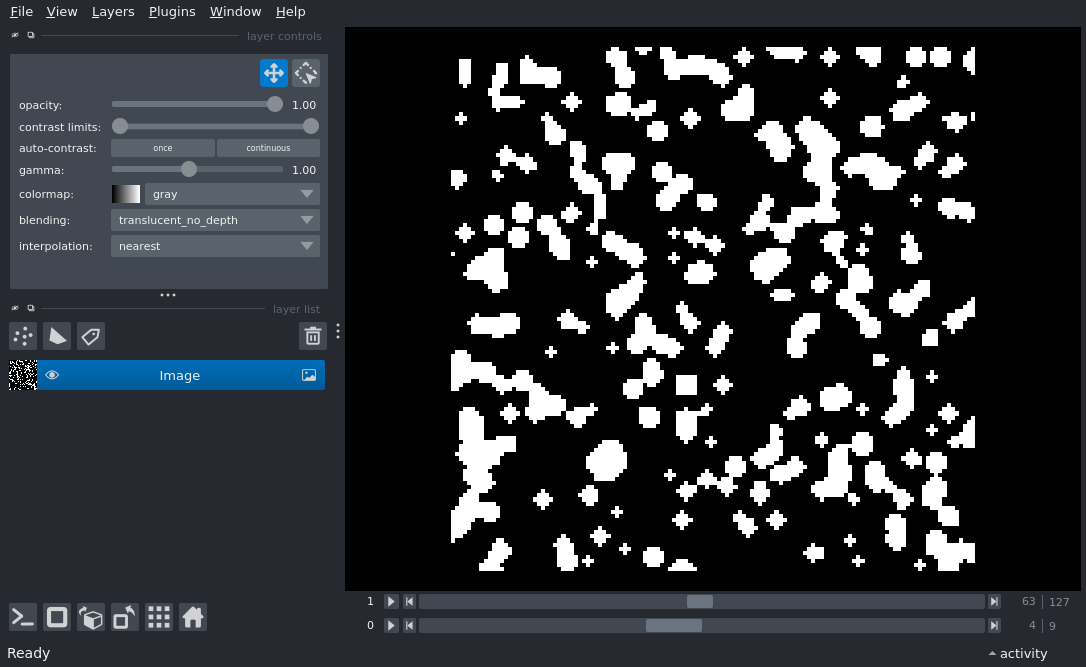 File View Layers Plugins Window Help
layer controls
opacity: 1.00
contrast limits:
auto-contrast: once continuous
gamma: 1.00
colormap: gray
blending: translucent_no_depth
interpolation: nearest
layer list
Image
1 63 127
0 4 9
Ready activity